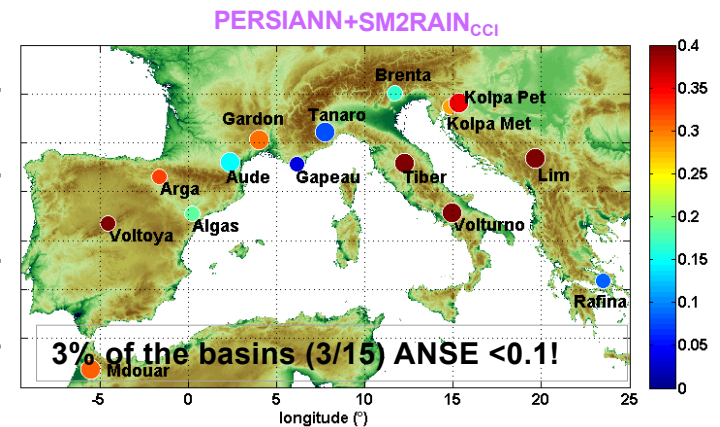 PERSIANN+SM2RAINCCI
Brenta
Kolpa Pet
Kolpa Met
Gardon
Tanaro
Aude
Gapeau
Tiber
Lim
Arga
Voltoya
Algas
Volturno
Rafina
3% of the basins (3/15) ANSE <0.1!
Mdouar
-5 0 5 10 15 20 25
longitude (°)
0.4
0.35
0.3
0.25
0.2
0.15
0.1
0.05
0